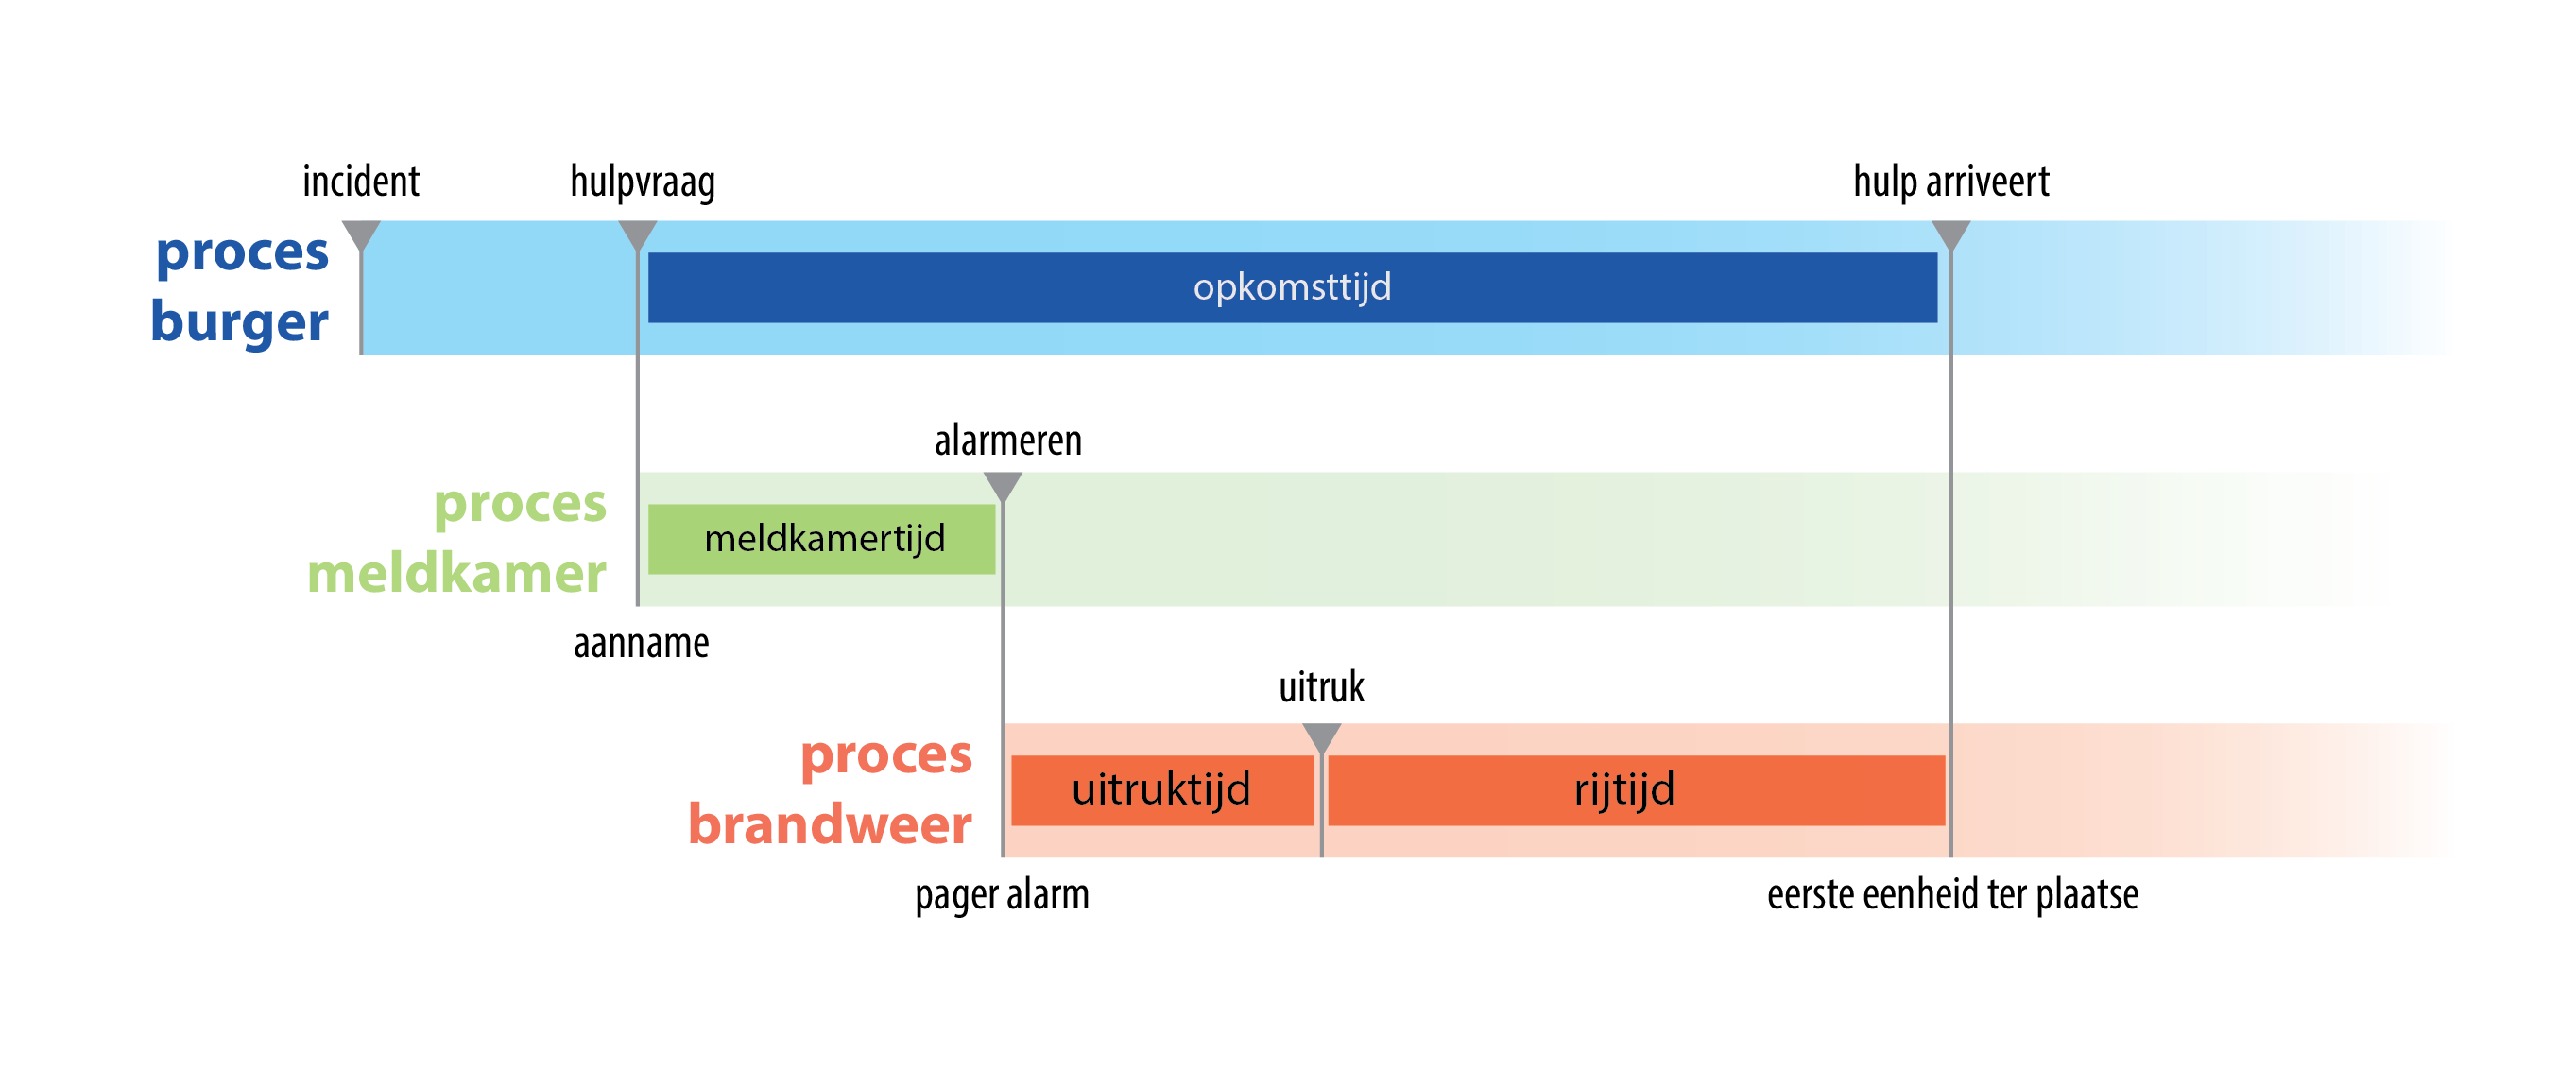 incident
hulpvraag
hulp arriveert
proces
burger
opkomsttijd
alarmeren
proces
meldkamer
meldkamertijd
aanname
uitruk
proces
brandweer
uitruktijd
rijtijd
pager alarm
eerste eenheid ter plaatse